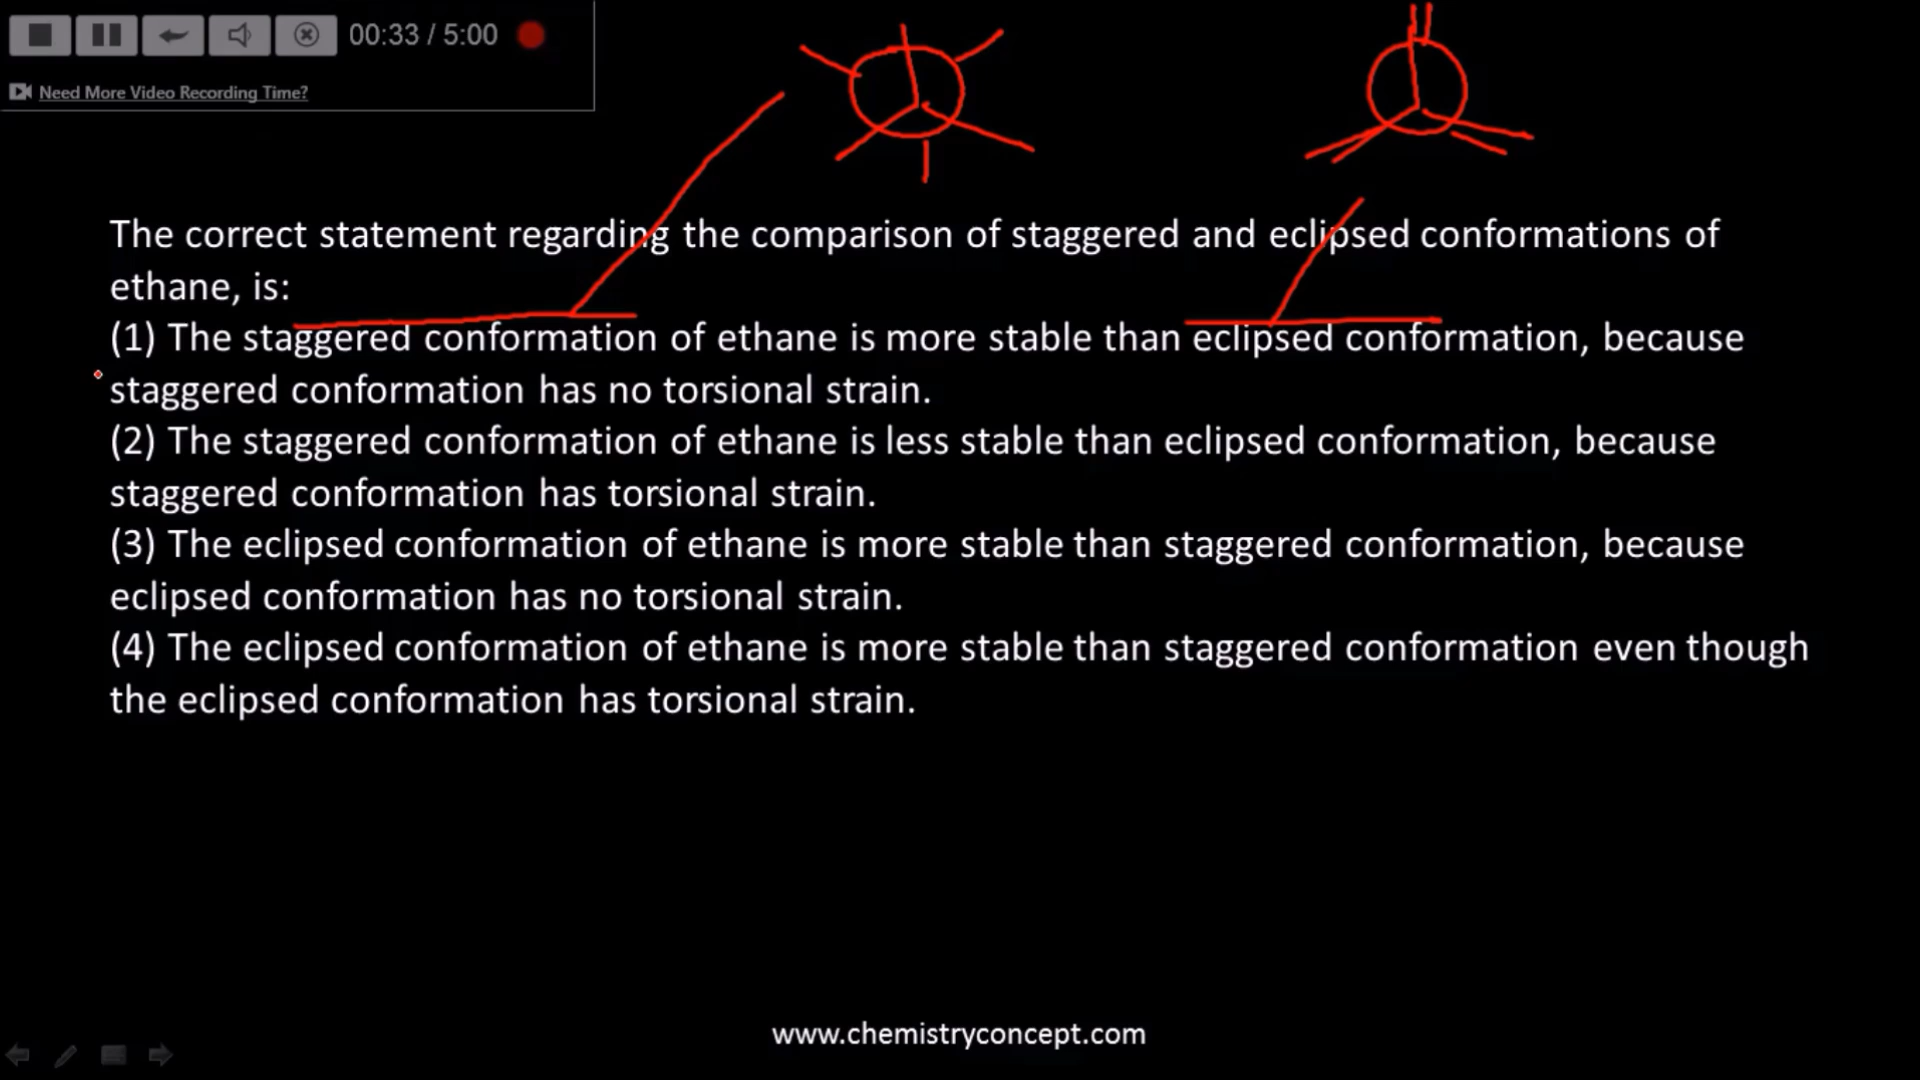 00:33 / 5:00
Need More Video Recording Time?
The correct statement regarding the comparison of staggered and eclipsed conformations of
ethane, is:
(1) The staggered conformation of ethane is more stable than eclipsed conformation, because
staggered conformation has no torsional strain.
(2) The staggered conformation of ethane is less stable than eclipsed conformation, because
staggered conformation has torsional strain.
(3) The eclipsed conformation of ethane is more stable than staggered conformation, because
eclipsed conformation has no torsional strain.
(4) The eclipsed conformation of ethane is more stable than staggered conformation even though
the eclipsed conformation has torsional strain.
www.chemistryconcept.com